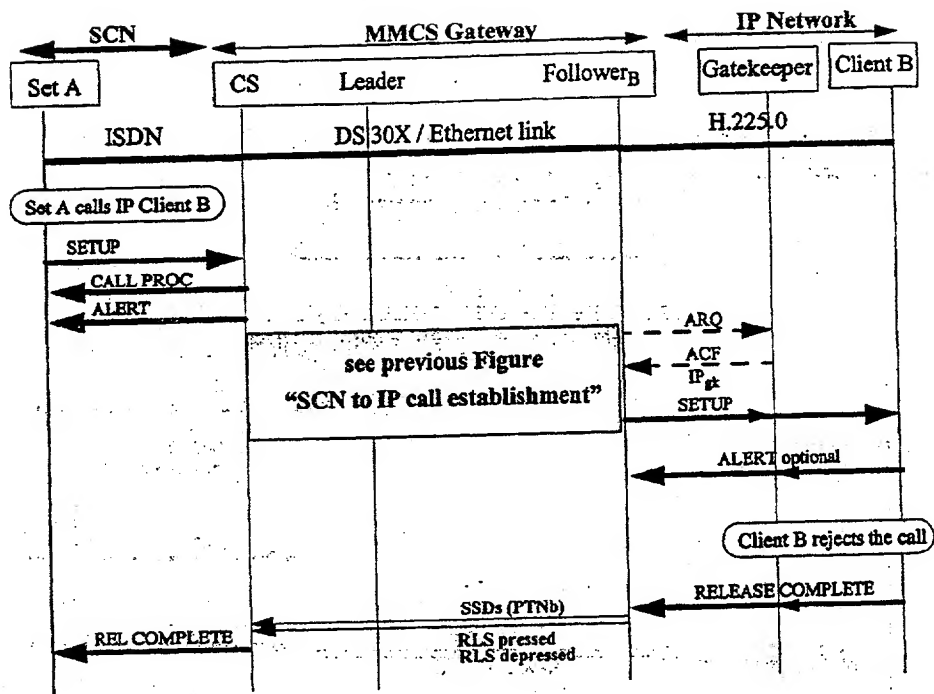 SCN
MMCS Gateway
IP Network
Set A
CS
Leader
FollowerB
Gatekeeper
Client B
ISDN
DS30X / Ethernet link
H.225.0
Set A calls IP Client B
SETUP
CALL PROC
ALERT
see previous Figure
“SCN to IP call establishment”
ARQ
ACF
IPgk
SETUP
ALERT optional
Client B rejects the call
RELEASE COMPLETE
SSDs (PTNb)
RLS pressed
RLS depressed
REL COMPLETE